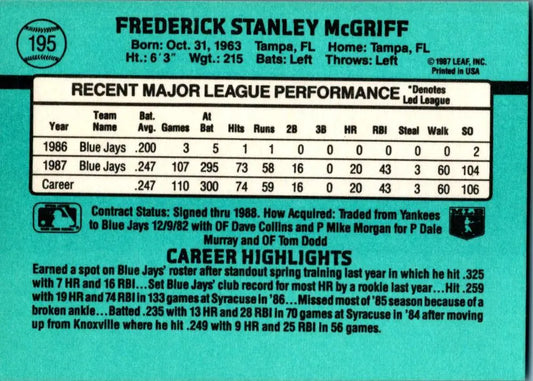 195
FREDERICK STANLEY McGRIFF
Born: Oct. 31, 1963 Tampa, FL Home: Tampa, FL
Ht.: 6'3" Wgt.: 215 Bats: Left Throws: Left
©1987 LEAF, INC.
Printed in USA
RECENT MAJOR LEAGUE PERFORMANCE *Denotes Led League
Year Team Name Bat. Avg. Games At Bat Hits Runs 2B 3B HR RBI Steal Walk SO
1986 Blue Jays .200 3 5 1 1 0 0 0 0 0 0 2
1987 Blue Jays .247 107 295 73 58 16 0 20 43 3 60 104
Career .247 110 300 74 59 16 0 20 43 3 60 106
Contract Status: Signed thru 1988. How Acquired: Traded from Yankees
to Blue Jays 12/9/82 with OF Dave Collins and P Mike Morgan for P Dale
Murray and OF Tom Dodd
CAREER HIGHLIGHTS
Earned a spot on Blue Jays' roster after standout spring training last year in which he hit .325
with 7 HR and 16 RBI...Set Blue Jays' club record for most HR by a rookie last year...Hit .259
with 19 HR and 74 RBI in 133 games at Syracuse in '86...Missed most of '85 season because of a
broken ankle...Batted .235 with 13 HR and 28 RBI in 70 games at Syracuse in '84 after moving
up from Knoxville where he hit .249 with 9 HR and 25 RBI in 56 games.